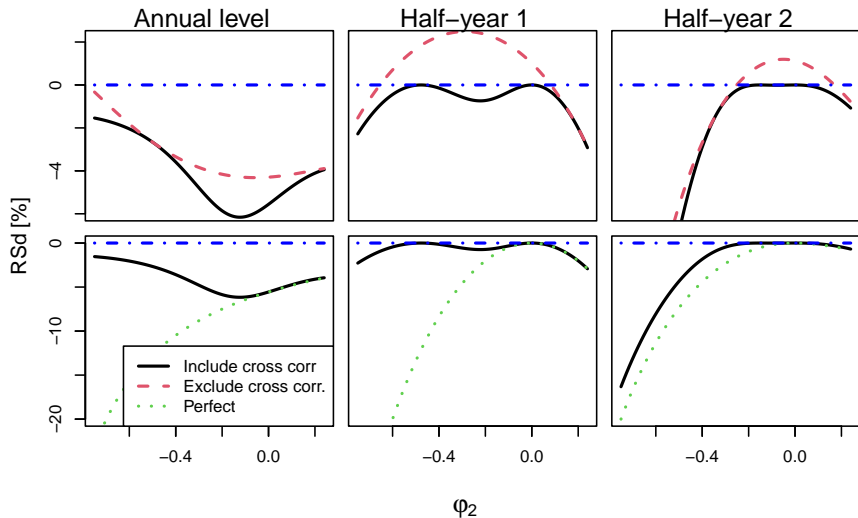 Annual level Half−year 1 Half−year 2
0
−4
RSd [%]
0
−10
−20
Include cross corr
Exclude cross corr.
Perfect
−0.4 0.0 −0.4 0.0 −0.4 0.0
φ2